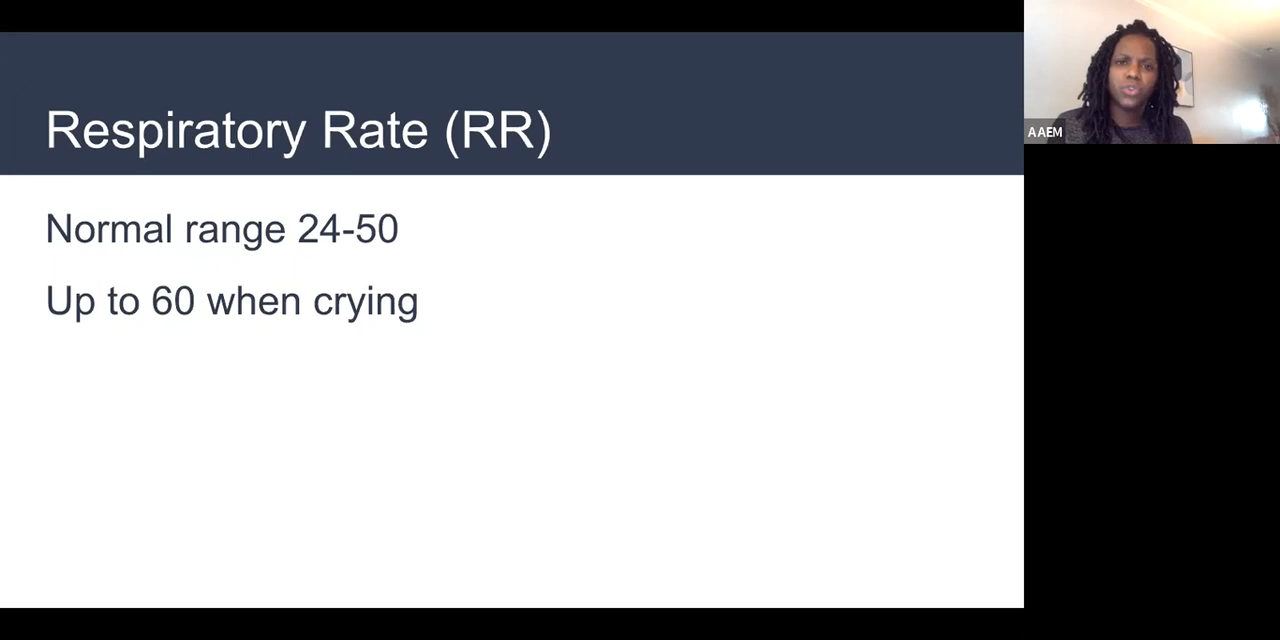 Respiratory Rate (RR)
Normal range 24-50
Up to 60 when crying
AAEM